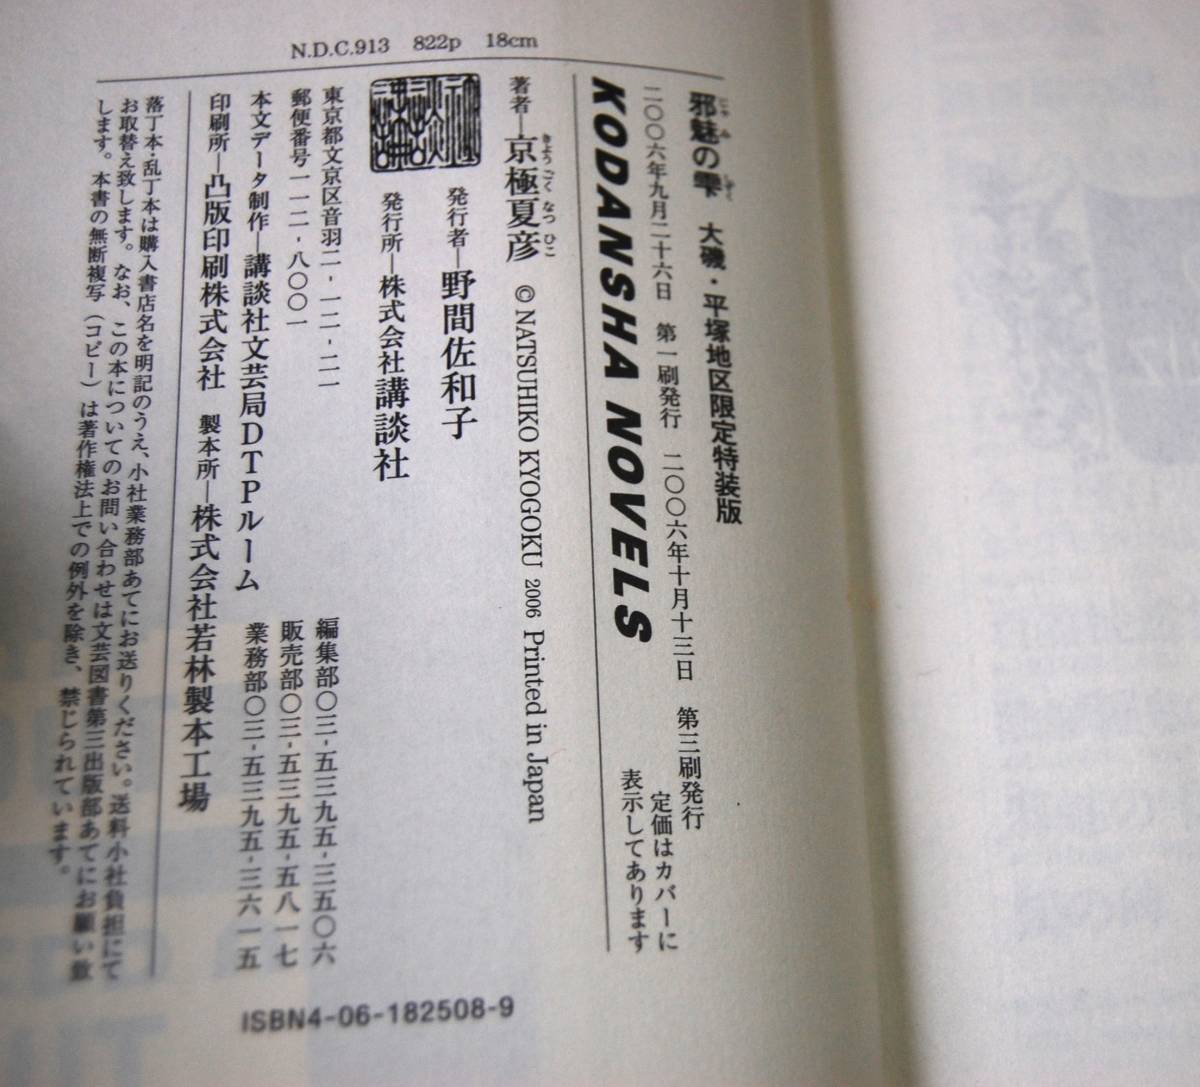 N.D.C.913　822p　18cm
邪魅の雫　大磯・平塚地区限定特装版
じゃみ　しずく
二〇〇六年九月二十六日　第一刷発行　二〇〇六年十月十三日　第三刷発行
KODANSHA NOVELS
定価はカバーに
表示してあります
著者—京極夏彦　© NATSUHIKO KYOGOKU 2006 Printed in Japan
きょうごくなつひこ
発行者—野間佐和子
発行所—株式会社講談社
東京都文京区音羽二-一二-二一
郵便番号一一二-八〇〇一
編集部〇三-五三九五-三五〇六
販売部〇三-五三九五-五八一七
業務部〇三-五三九五-三六一五
本文データ制作—講談社文芸局DTPルーム
印刷所—凸版印刷株式会社　製本所—株式会社若林製本工場
落丁本・乱丁本は購入書店名を明記のうえ、小社業務部あてにお送りください。送料小社負担にて
お取替え致します。なお、この本についてのお問い合わせは文芸図書第三出版部あてにお願い致
します。本書の無断複写（コピー）は著作権法上での例外を除き、禁じられています。
ISBN4-06-182508-9